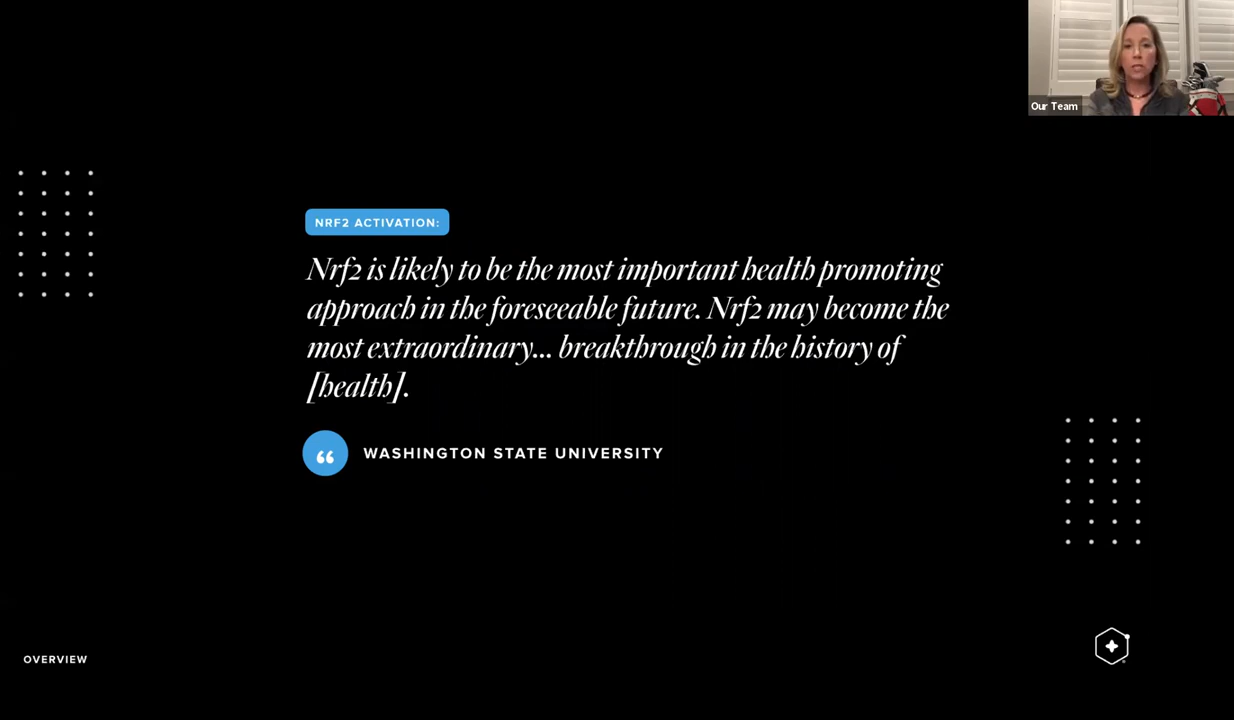 Our Team
NRF2 ACTIVATION:
Nrf2 is likely to be the most important health promoting
approach in the foreseeable future. Nrf2 may become the
most extraordinary... breakthrough in the history of
[health].
WASHINGTON STATE UNIVERSITY
OVERVIEW